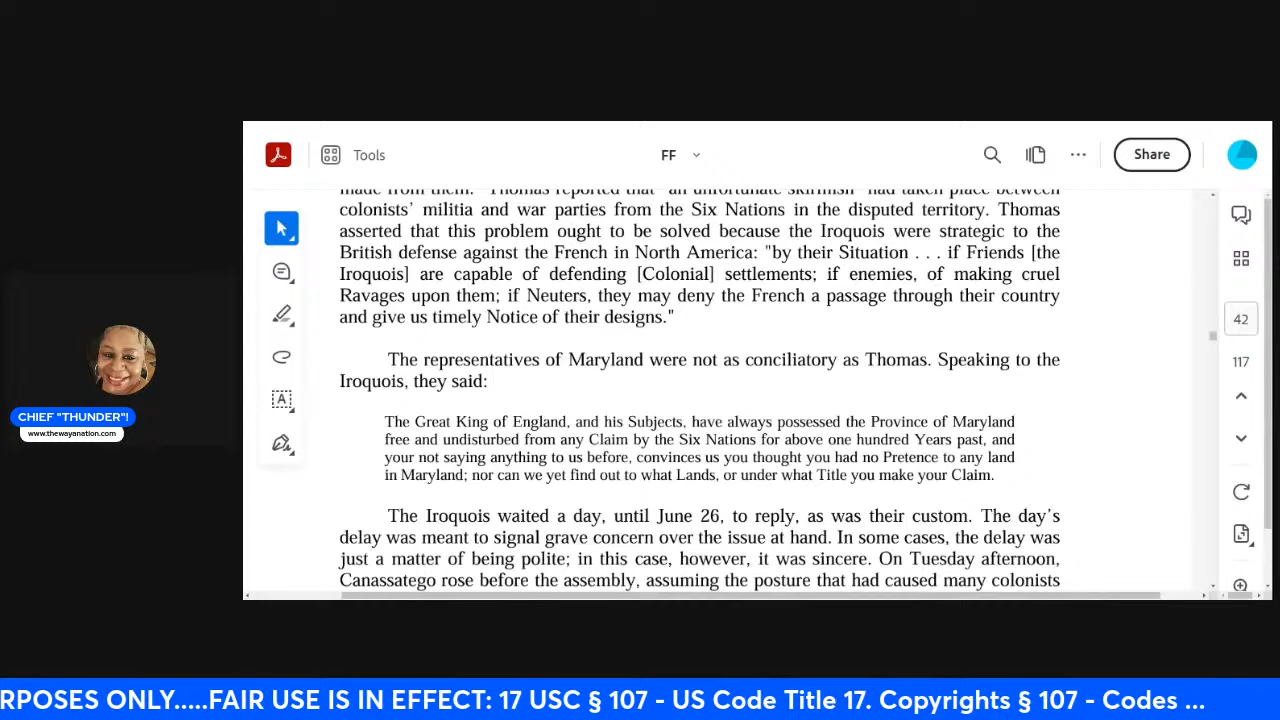 Tools
FF
Share
made from them." Thomas reported that "an unfortunate skirmish" had taken place between
colonists' militia and war parties from the Six Nations in the disputed territory. Thomas
asserted that this problem ought to be solved because the Iroquois were strategic to the
British defense against the French in North America: "by their Situation . . . if Friends [the
Iroquois] are capable of defending [Colonial] settlements; if enemies, of making cruel
Ravages upon them; if Neuters, they may deny the French a passage through their country
and give us timely Notice of their designs."
The representatives of Maryland were not as conciliatory as Thomas. Speaking to the
Iroquois, they said:
The Great King of England, and his Subjects, have always possessed the Province of Maryland
free and undisturbed from any Claim by the Six Nations for above one hundred Years past, and
your not saying anything to us before, convinces us you thought you had no Pretence to any land
in Maryland; nor can we yet find out to what Lands, or under what Title you make your Claim.
The Iroquois waited a day, until June 26, to reply, as was their custom. The day's
delay was meant to signal grave concern over the issue at hand. In some cases, the delay was
just a matter of being polite; in this case, however, it was sincere. On Tuesday afternoon,
Canassatego rose before the assembly, assuming the posture that had caused many colonists
42
117
CHIEF "THUNDER"!
www.thewayanation.com
RPOSES ONLY.....FAIR USE IS IN EFFECT: 17 USC § 107 - US Code Title 17. Copyrights § 107 - Codes ...